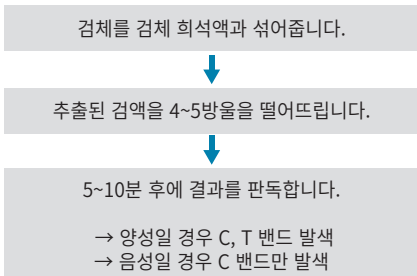 검체를 검체 희석액과 섞어줍니다.
추출된 검액을 4~5방울을 떨어뜨립니다.
5~10분 후에 결과를 판독합니다.
→ 양성일 경우 C, T 밴드 발색
→ 음성일 경우 C 밴드만 발색